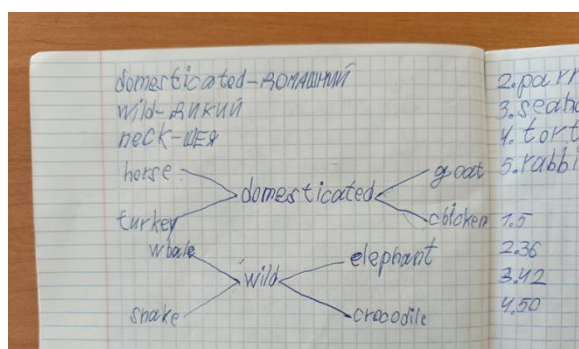 domesticated-ДОМАШНИЙ
wild-ДИКИЙ
neck-ШЕЯ
horse
goat
domesticated
turkey
chicken
whale
elephant
wild
snake
crocodile
2.parr
3.seaho
4.tort
5.rabbi
1.5
2.36
3.42
4.50